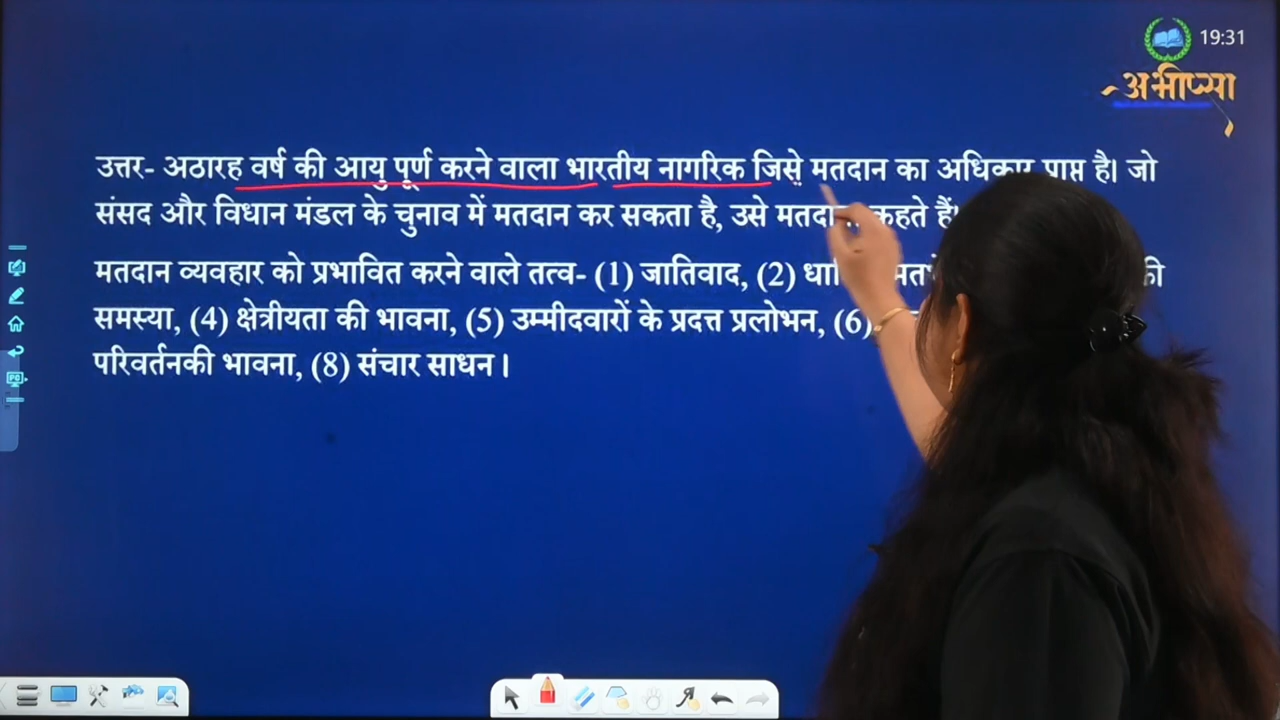 19:31
अभीप्सा
उत्तर- अठारह वर्ष की आयु पूर्ण करने वाला भारतीय नागरिक जिसे मतदान का अधिकार प्राप्त है। जो
संसद और विधान मंडल के चुनाव में मतदान कर सकता है, उसे कहते हैं।
मतदान व्यवहार को प्रभावित करने वाले तत्व- (1) जातिवाद, (2) की
समस्या, (4) क्षेत्रीयता की भावना, (5) उम्मीदवारों के प्रदत्त प्रलोभन, (6)
परिवर्तनकी भावना, (8) संचार साधन ।